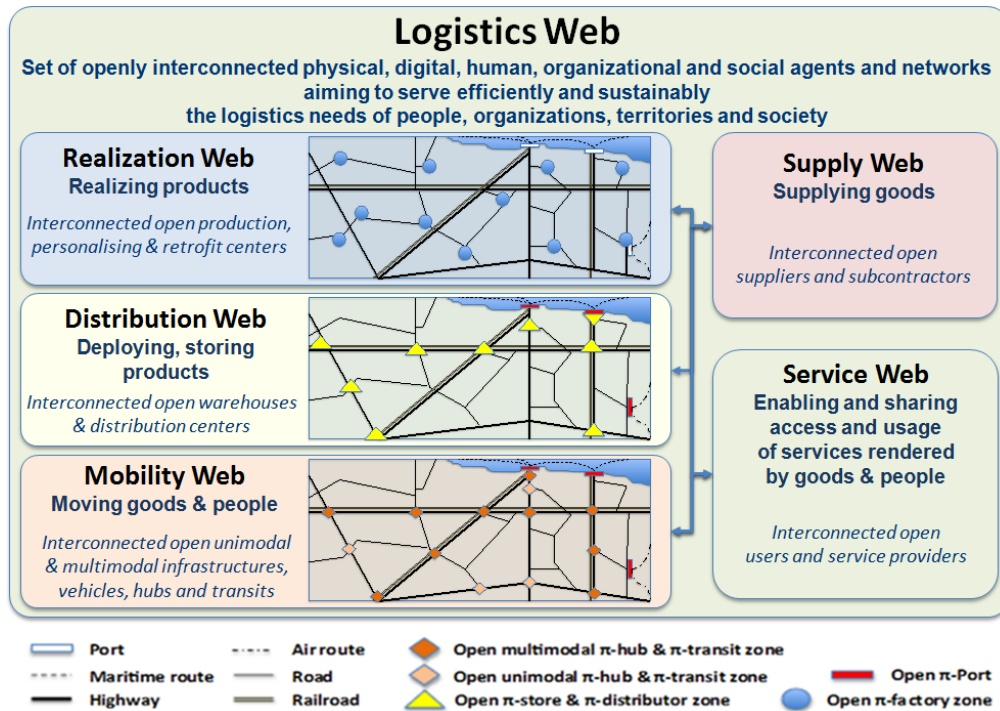 Logistics Web
Set of openly interconnected physical, digital, human, organizational and social agents and networks
aiming to serve efficiently and sustainably
the logistics needs of people, organizations, territories and society
Realization Web
Realizing products
Interconnected open production,
personalising & retrofit centers
Distribution Web
Deploying, storing
products
Interconnected open warehouses
& distribution centers
Mobility Web
Moving goods & people
Interconnected open unimodal
& multimodal infrastructures,
vehicles, hubs and transits
Supply Web
Supplying goods
Interconnected open
suppliers and subcontractors
Service Web
Enabling and sharing
access and usage
of services rendered
by goods & people
Interconnected open
users and service providers
Port
Maritime route
Highway
Air route
Road
Railroad
Open multimodal π-hub & π-transit zone
Open unimodal π-hub & π-transit zone
Open π-store & π-distributor zone
Open π-Port
Open π-factory zone